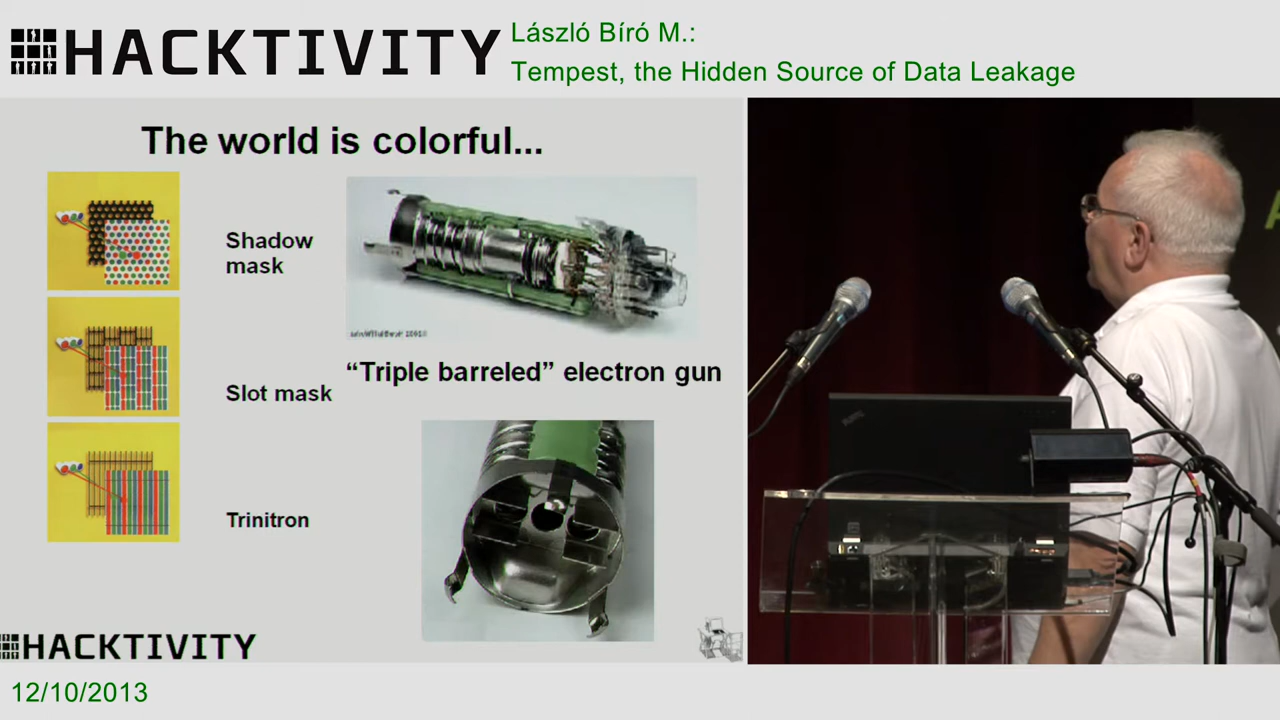 HACKTIVITY
László Bíró M.:
Tempest, the Hidden Source of Data Leakage
The world is colorful...
Shadow
mask
Slot mask
"Triple barreled" electron gun
Trinitron
HACKTIVITY
12/10/2013